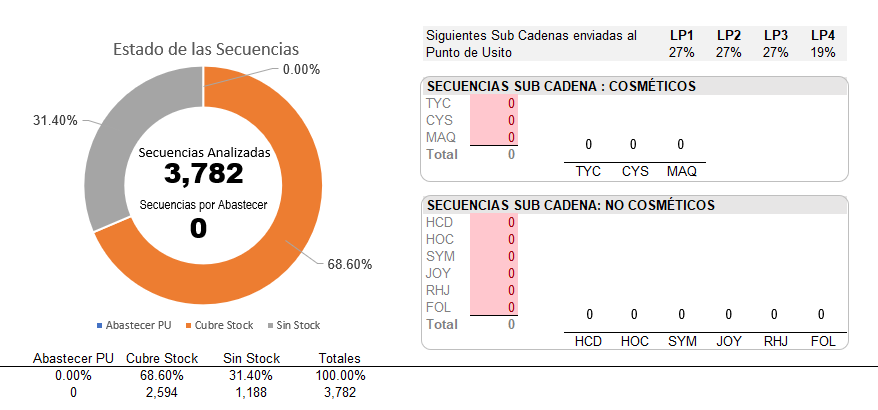 Estado de las Secuencias
0.00%
31.40%
Secuencias Analizadas
3,782
Secuencias por Abastecer
0
68.60%
Abastecer PU Cubre Stock Sin Stock
Abastecer PU Cubre Stock Sin Stock Totales
0.00% 68.60% 31.40% 100.00%
0 2,594 1,188 3,782
Siguientes Sub Cadenas enviadas al LP1 LP2 LP3 LP4
Punto de Usito 27% 27% 27% 19%
SECUENCIAS SUB CADENA : COSMÉTICOS
TYC 0
CYS 0
MAQ 0
Total 0
0 0 0
TYC CYS MAQ
SECUENCIAS SUB CADENA: NO COSMÉTICOS
HCD 0
HOC 0
SYM 0
JOY 0
RHJ 0
FOL 0
Total 0
0 0 0 0 0 0
HCD HOC SYM JOY RHJ FOL